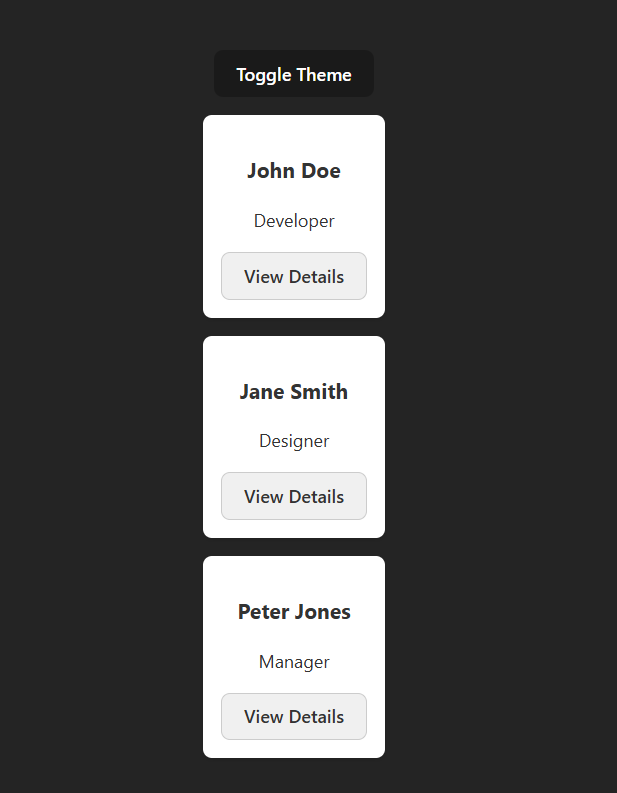 Toggle Theme
John Doe
Developer
View Details
Jane Smith
Designer
View Details
Peter Jones
Manager
View Details